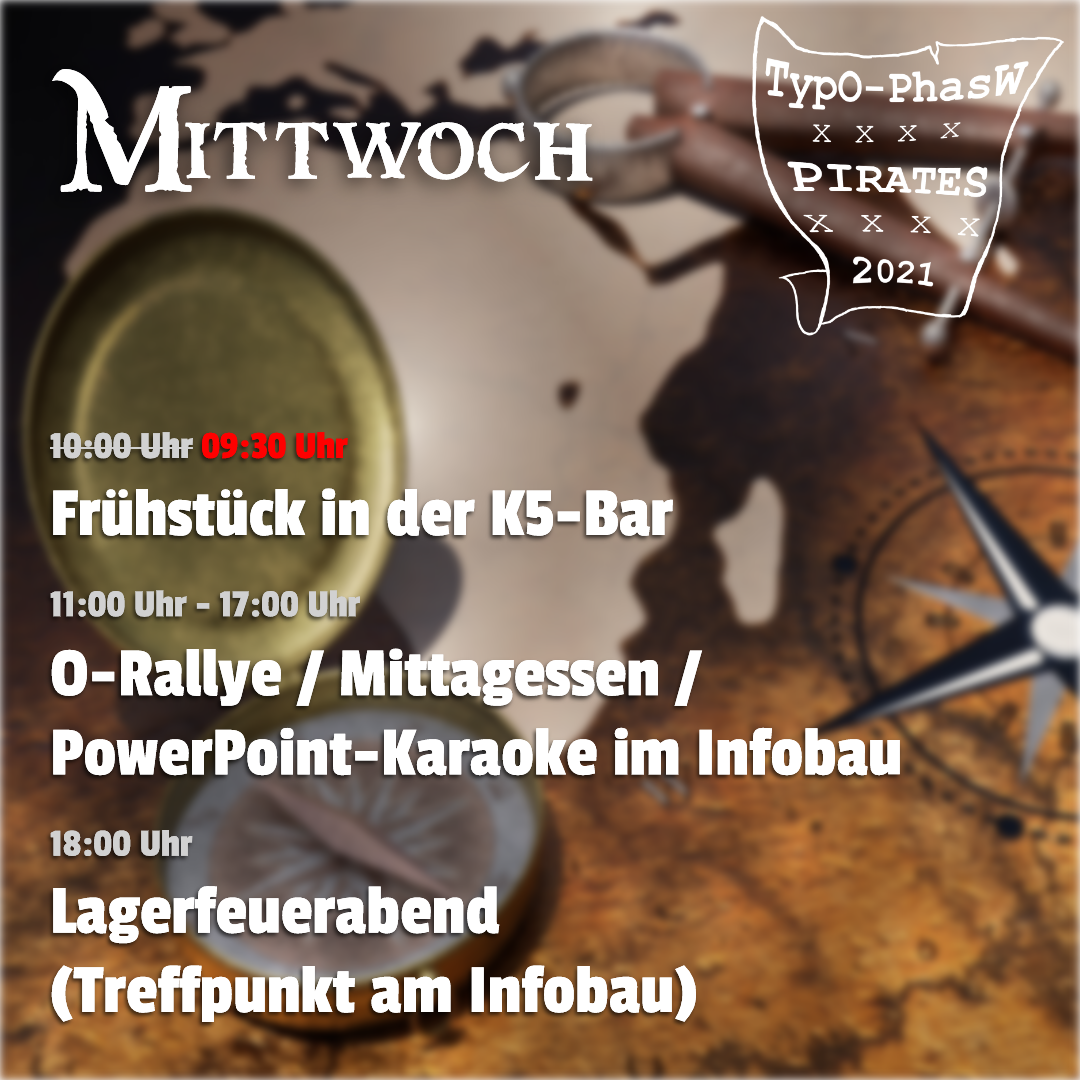 MITTWOCH
TypO-PhasW
x x x x
PIRATES
x x x x
2021
10:00 Uhr 09:30 Uhr
Frühstück in der K5-Bar
11:00 Uhr - 17:00 Uhr
O-Rallye / Mittagessen /
PowerPoint-Karaoke im Infobau
18:00 Uhr
Lagerfeuerabend
(Treffpunkt am Infobau)